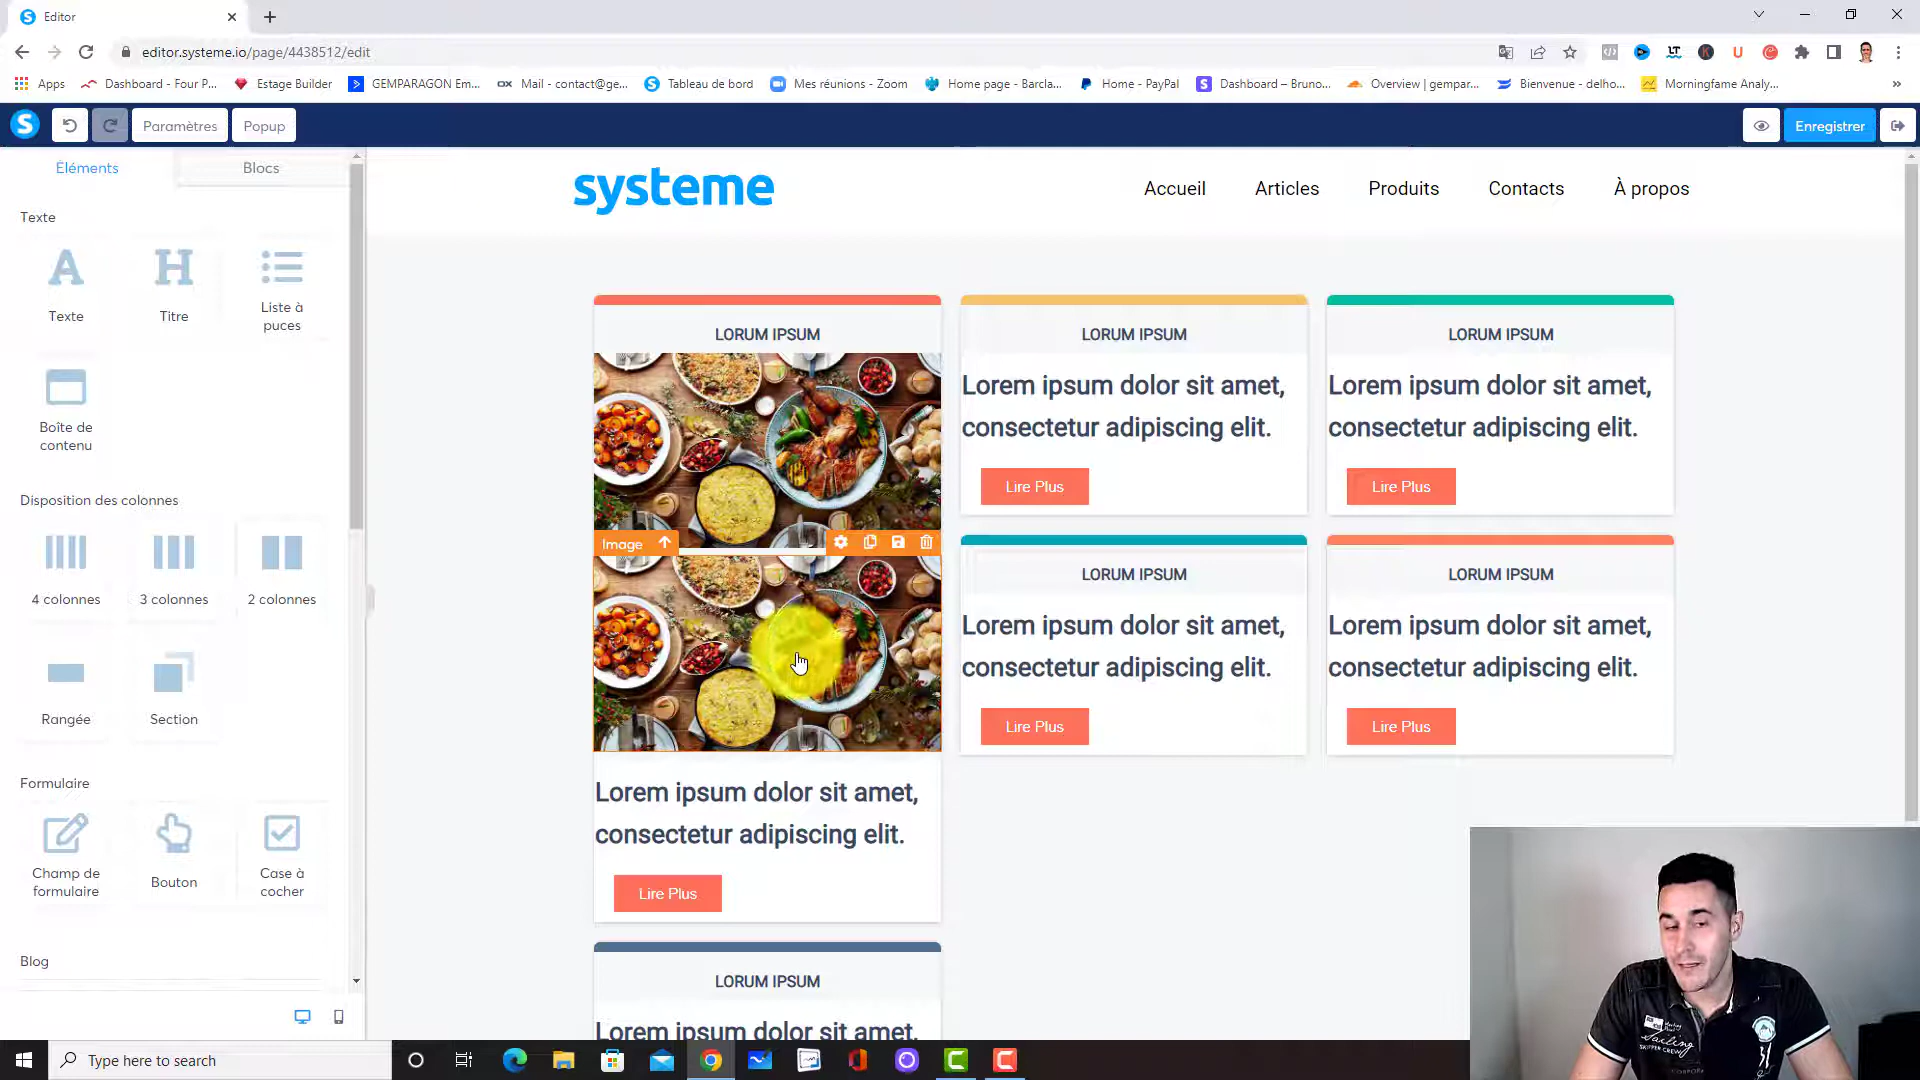 Editor
editor.systeme.io/page/4438512/edit
Apps
Dashboard - Four P...
Estage Builder
GEMPARAGON Em...
Mail - contact@ge...
Tableau de bord
Mes réunions - Zoom
Home page - Barcla...
Home - PayPal
Dashboard – Bruno...
Overview | gempar...
Bienvenue - delho...
Morningfame Analy...
S
Paramètres
Popup
Enregistrer
Éléments
Blocs
systeme
Accueil
Articles
Produits
Contacts
À propos
Texte
A
H
Texte
Titre
Liste à
puces
Boîte de
contenu
Disposition des colonnes
4 colonnes
3 colonnes
2 colonnes
Rangée
Section
Formulaire
Champ de
formulaire
Bouton
Case à
cocher
Blog
LORUM IPSUM
Image
Lorem ipsum dolor sit amet,
consectetur adipiscing elit.
Lire Plus
LORUM IPSUM
Lorem ipsum dolor sit amet,
LORUM IPSUM
Lorem ipsum dolor sit amet,
consectetur adipiscing elit.
Lire Plus
LORUM IPSUM
Lorem ipsum dolor sit amet,
consectetur adipiscing elit.
Lire Plus
LORUM IPSUM
Lorem ipsum dolor sit amet,
consectetur adipiscing elit.
Lire Plus
LORUM IPSUM
Lorem ipsum dolor sit amet,
consectetur adipiscing elit.
Lire Plus
Sailing
Type here to search